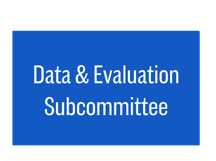 Data & Evaluation
Subcommittee